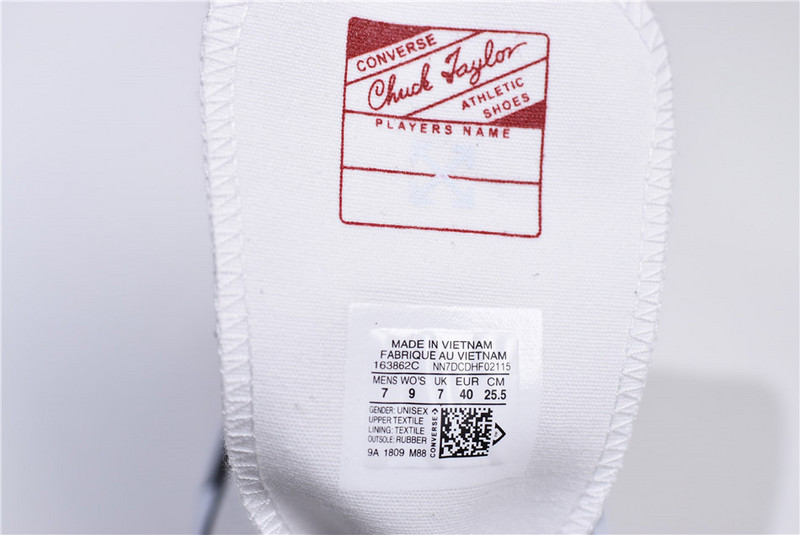 CONVERSE
Chuck Taylor
ATHLETIC
SHOES
PLAYERS NAME
MADE IN VIETNAM
FABRIQUE AU VIETNAM
163862C NN7DCDHF02115
MENS WO'S UK EUR CM
7 9 7 40 25.5
GENDER: UNISEX
UPPER:TEXTILE
LINING: TEXTILE
OUTSOLE: RUBBER
9A 1809 M88
CONVERSE